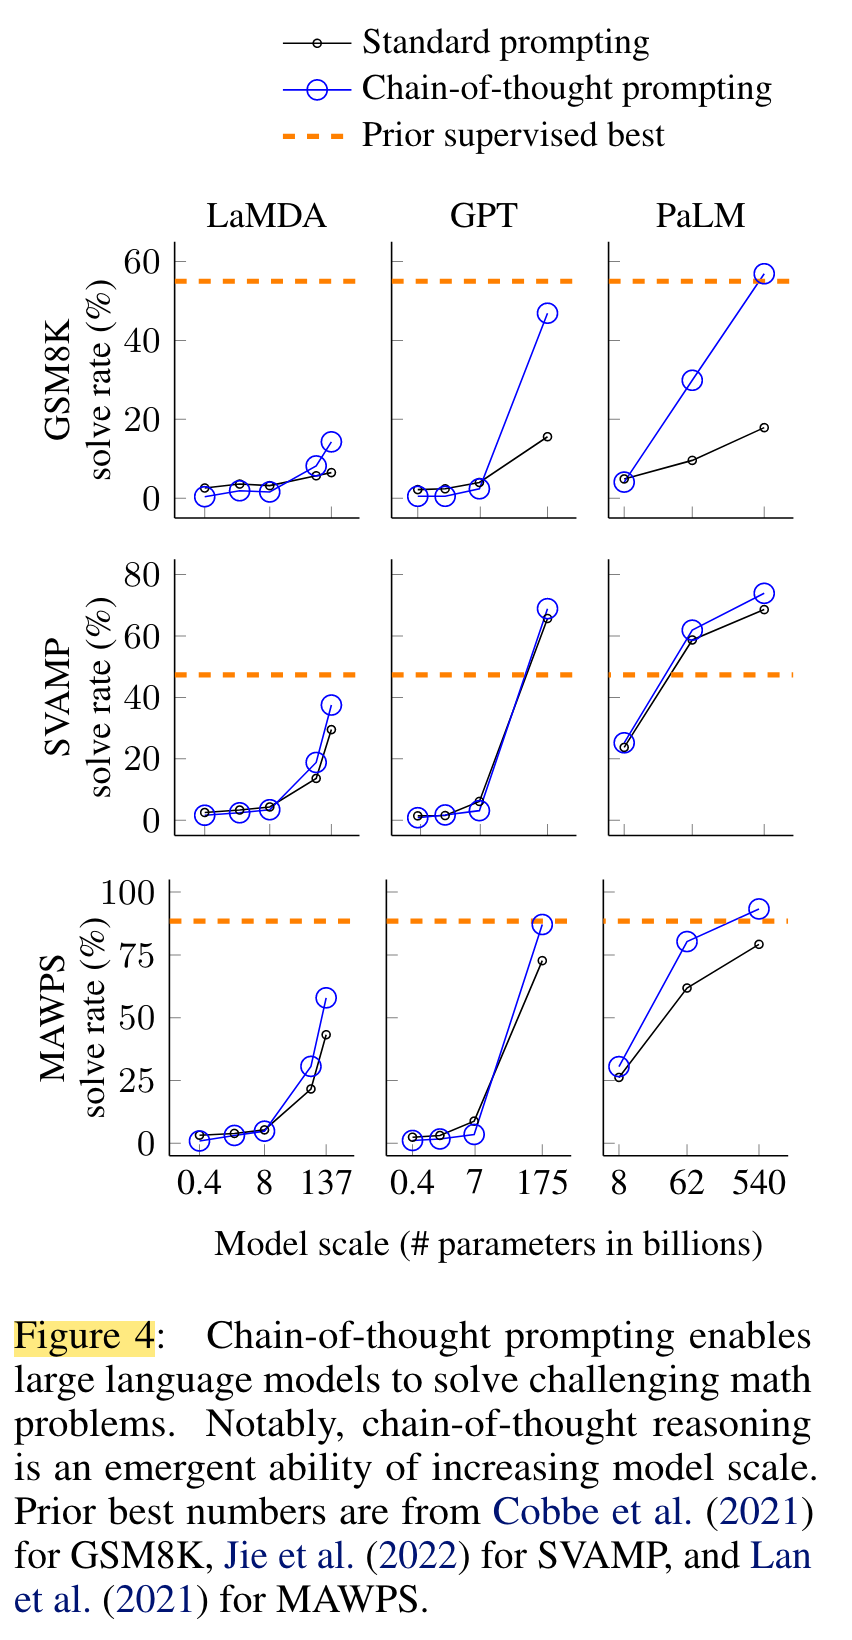 Standard prompting
Chain-of-thought prompting
Prior supervised best
LaMDA GPT PaLM
GSM8K
solve rate (%)
60
40
20
0
SVAMP
solve rate (%)
80
60
40
20
0
MAWPS
solve rate (%)
100
75
50
25
0
0.4 8 137 0.4 7 175 8 62 540
Model scale (# parameters in billions)
Figure 4: Chain-of-thought prompting enables
large language models to solve challenging math
problems. Notably, chain-of-thought reasoning
is an emergent ability of increasing model scale.
Prior best numbers are from Cobbe et al. (2021)
for GSM8K, Jie et al. (2022) for SVAMP, and Lan
et al. (2021) for MAWPS.